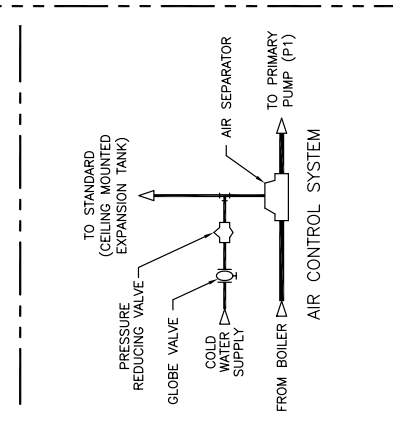 TO STANDARD
(CEILING MOUNTED
EXPANSION TANK)
PRESSURE
REDUCING VALVE
GLOBE VALVE
COLD
WATER
SUPPLY
FROM BOILER
AIR SEPARATOR
TO PRIMARY
PUMP (P1)
AIR CONTROL SYSTEM